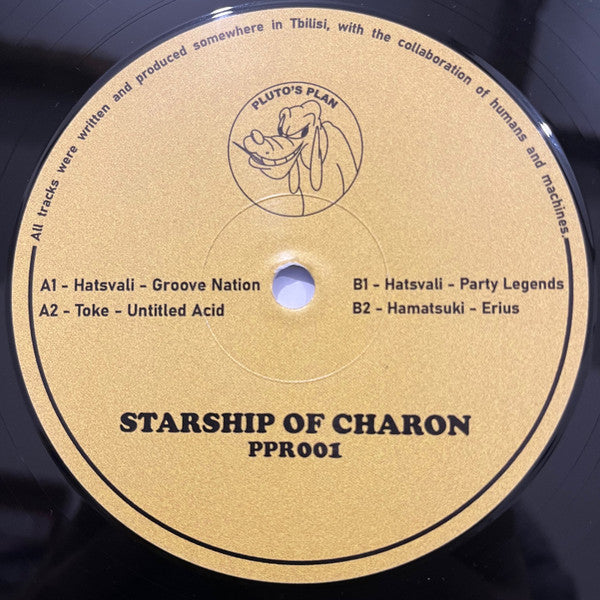 All tracks were written and produced somewhere in Tbilisi, with the collaboration of humans and machines.
PLUTO'S PLAN
A1 - Hatsvali - Groove Nation
A2 - Toke - Untitled Acid
B1 - Hatsvali - Party Legends
B2 - Hamatsuki - Erius
STARSHIP OF CHARON
PPR001